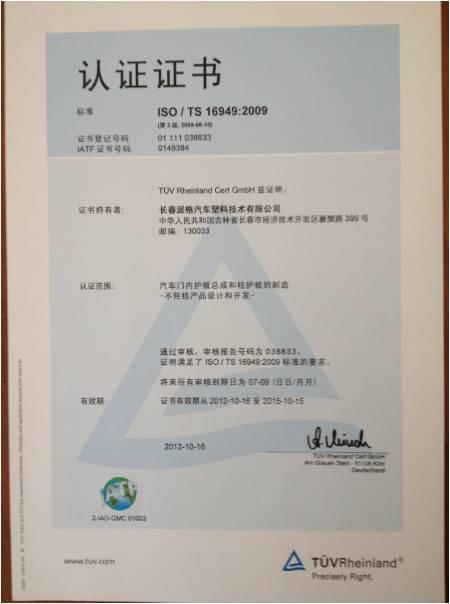 认证证书
标准 ISO / TS 16949:2009
(第 3 版, 2009-06-15)
证书登记号码 01 111 038833
IATF 证书号码 0148384
TÜV Rheinland Cert GmbH 兹证明:
证书持有者: 长春派格汽车塑料技术有限公司
中华人民共和国吉林省长春市经济技术开发区襄樊路 399 号
邮编: 130033
认证范围: 汽车门内护板总成和柱护板的制造
-不包括产品设计和开发-
通过审核, 审核报告号码为 038833.
证明满足了 ISO / TS 16949:2009 标准的要求。
将来所有审核到期日为 07-09 (日日/月月)
有效期: 证书有效期从 2012-10-16 至 2015-10-15
2012-10-16
TÜV Rheinland Cert GmbH
Am Grauen Stein · 51105 Köln
Deutschland
IATF
2-IAO-QMC 01003
www.tuv.com
TÜVRheinland®
Precisely Right.